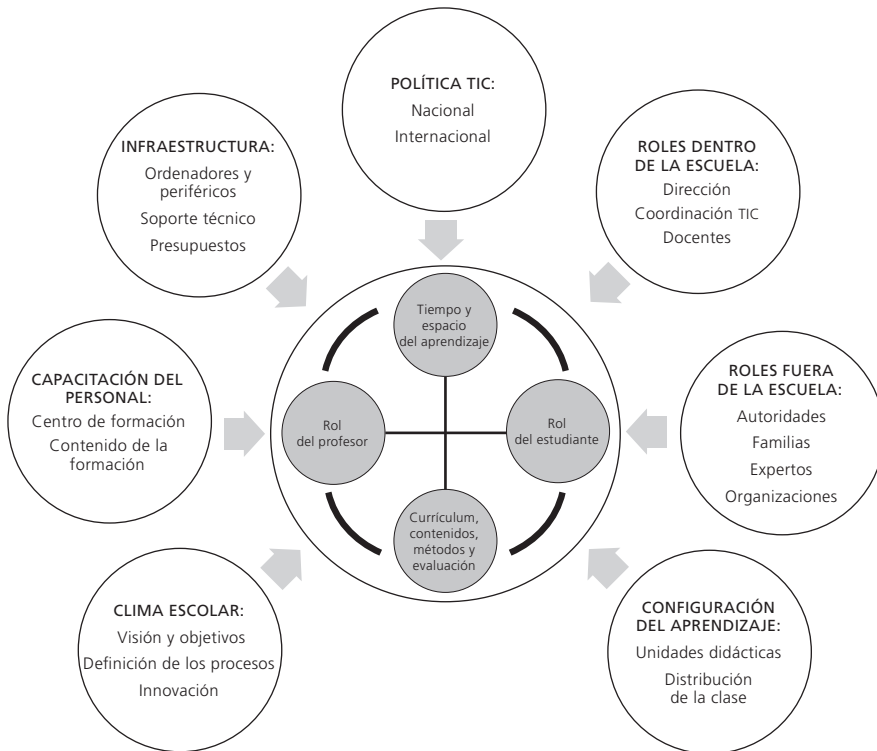 POLÍTICA TIC:
Nacional
Internacional
INFRAESTRUCTURA:
Ordenadores y
periféricos
Soporte técnico
Presupuestos
ROLES DENTRO
DE LA ESCUELA:
Dirección
Coordinación TIC
Docentes
CAPACITACIÓN DEL
PERSONAL:
Centro de formación
Contenido de la
formación
Tiempo y
espacio
del aprendizaje
Rol
del profesor
Rol
del estudiante
Currículum,
contenidos,
métodos y
evaluación
ROLES FUERA
DE LA ESCUELA:
Autoridades
Familias
Expertos
Organizaciones
CLIMA ESCOLAR:
Visión y objetivos
Definición de los procesos
Innovación
CONFIGURACIÓN
DEL APRENDIZAJE:
Unidades didácticas
Distribución
de la clase